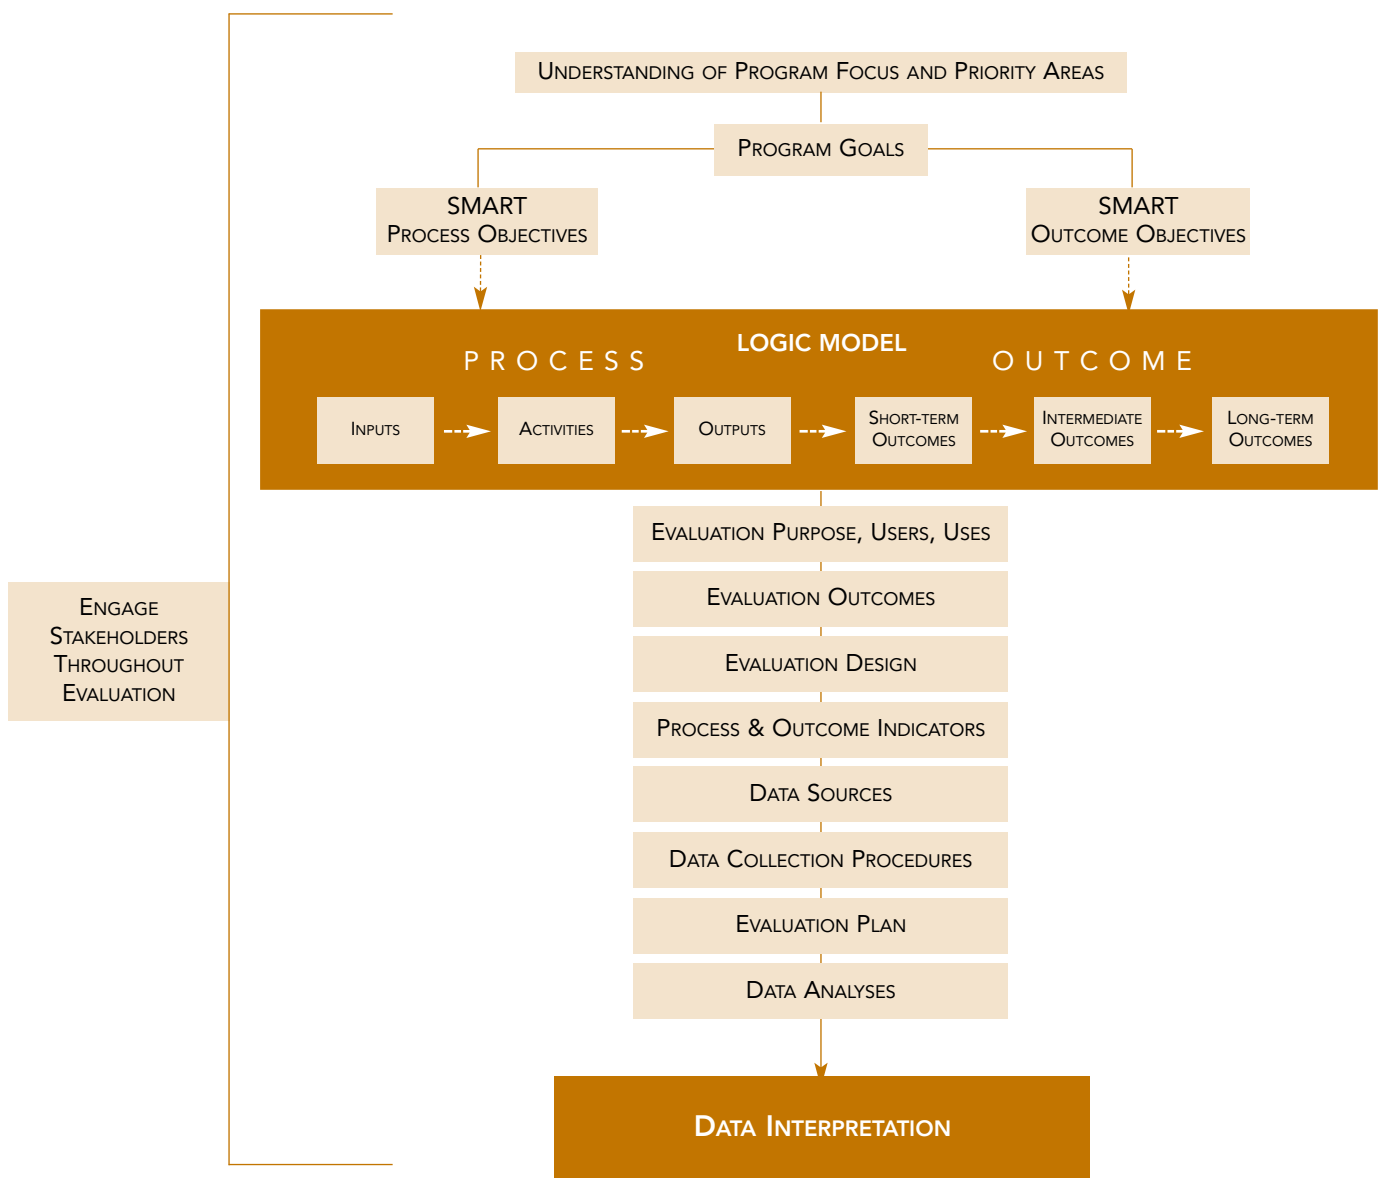 Understanding of Program Focus and Priority Areas
Program Goals
SMART
Process Objectives
SMART
Outcome Objectives
LOGIC MODEL
PROCESS
OUTCOME
Inputs
Activities
Outputs
Short-term
Outcomes
Intermediate
Outcomes
Long-term
Outcomes
Evaluation Purpose, Users, Uses
Evaluation Outcomes
Evaluation Design
Process & Outcome Indicators
Data Sources
Data Collection Procedures
Evaluation Plan
Data Analyses
Data Interpretation
Engage
Stakeholders
Throughout
Evaluation